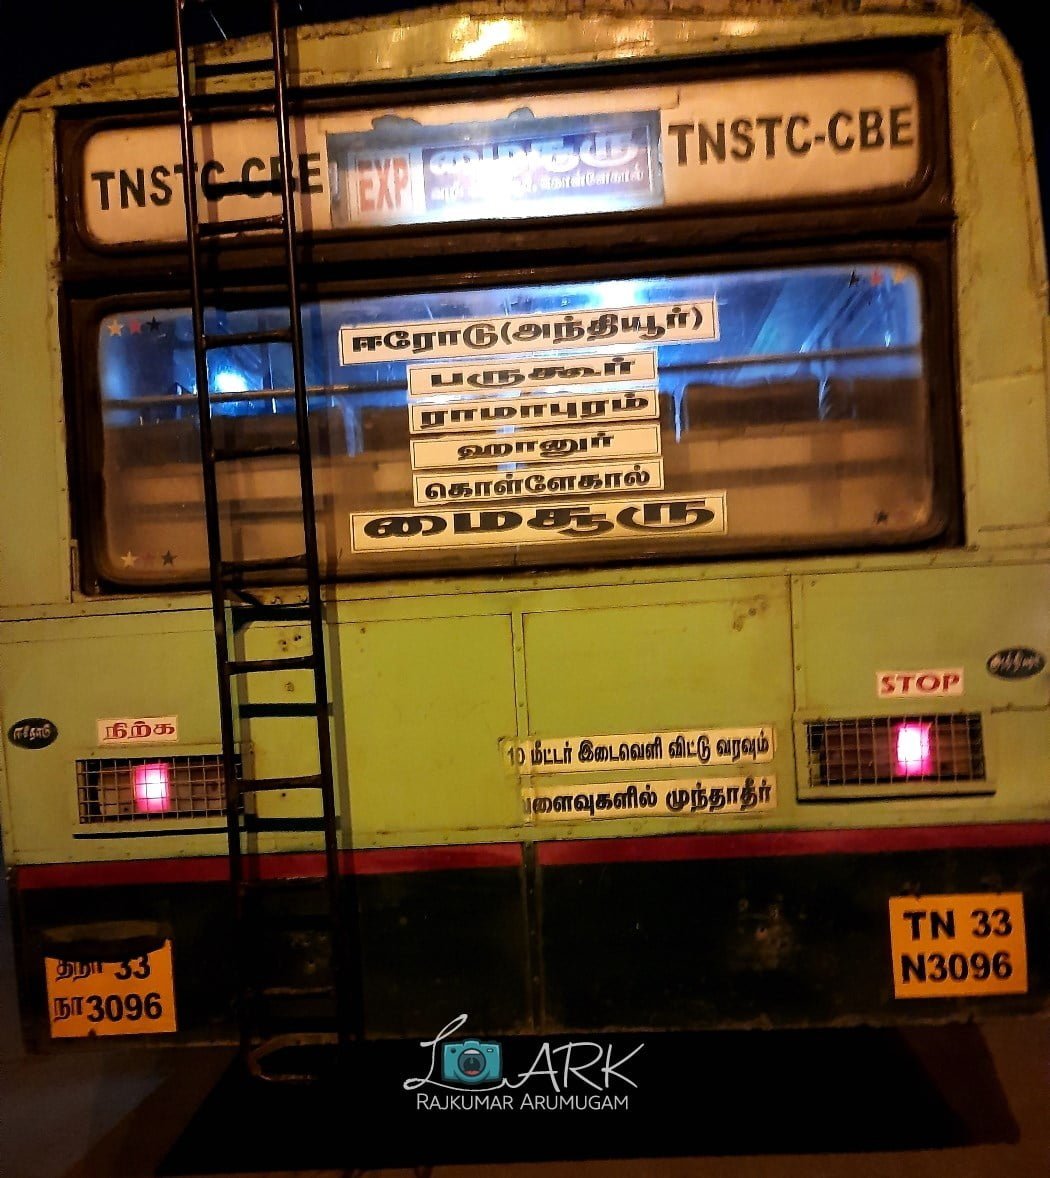 TNSTC-CBE
EXP மைசூரு
கொள்ளேகால்
TNSTC-CBE
ஈரோடு(அந்தியூர்)
பருகூர்
ராமாபுரம்
ஹானுர்
கொள்ளேகால்
மைசூரு
STOP
நிற்க
10 மீட்டர் இடைவெளி விட்டு வரவும்
வளைவுகளில் முந்தாதீர்
TN 33
N3096
தநா 33
நா 3096
LARK
RAJKUMAR ARUMUGAM